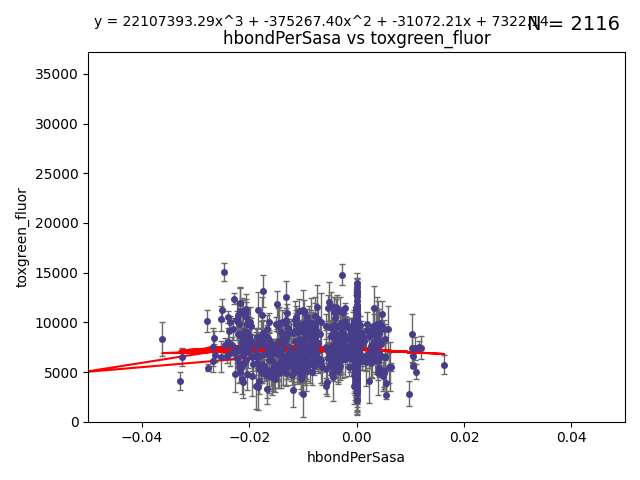 y = 22107393.29x^3 + -375267.40x^2 + -31072.21x + 7322.14
N = 2116
hbondPerSasa vs toxgreen_fluor
35000
30000
25000
20000
15000
10000
5000
0
toxgreen_fluor
−0.04
−0.02
0.00
0.02
0.04
hbondPerSasa